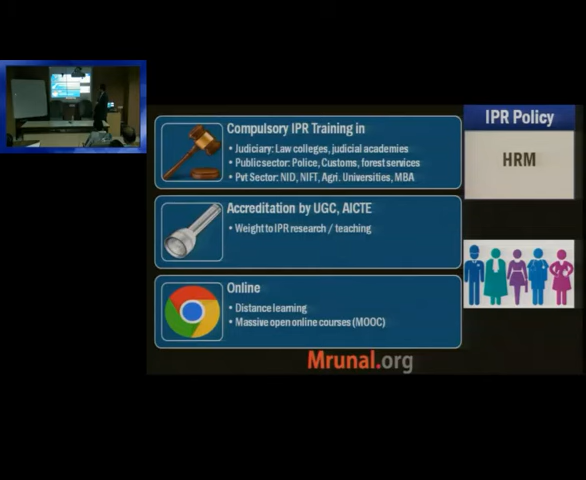 Compulsory IPR Training in
• Judiciary: Law colleges, judicial academies
• Public sector: Police, Customs, forest services
• Pvt Sector: NID, NIFT, Agri. Universities, MBA
Accreditation by UGC, AICTE
• Weight to IPR research / teaching
Online
• Distance learning
• Massive open online courses (MOOC)
IPR Policy
HRM
Mrunal.org